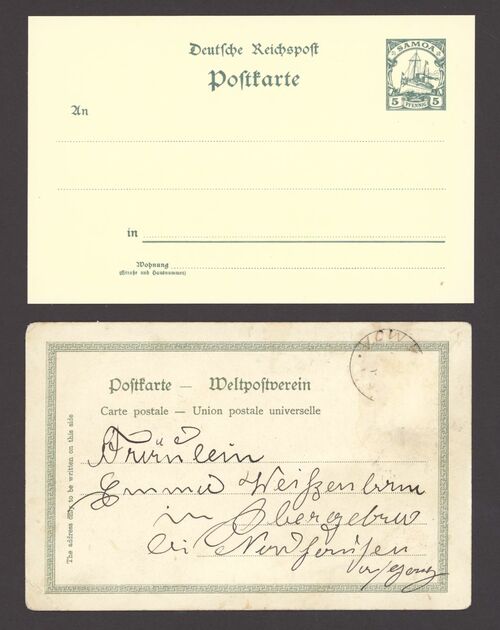 Deutsche Reichspost
Postkarte
SAMOA
5 PFENNIG 5
An
in
Wohnung
(Straße und Hausnummer)
Postkarte — Weltpostverein
Carte postale — Union postale universelle
The address only to be written on this side
Fräulein
Emma Weißenborn
in Obergebra
bei Nordhausen